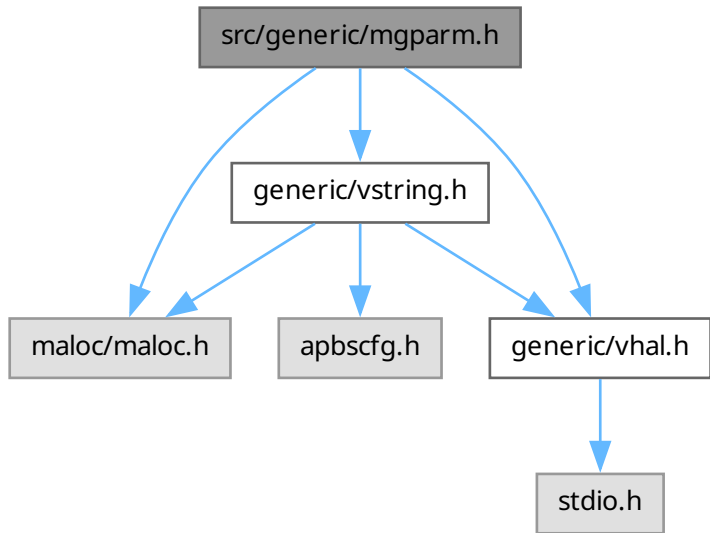 src/generic/mgparm.h
generic/vstring.h
maloc/maloc.h
apbscfg.h
generic/vhal.h
stdio.h